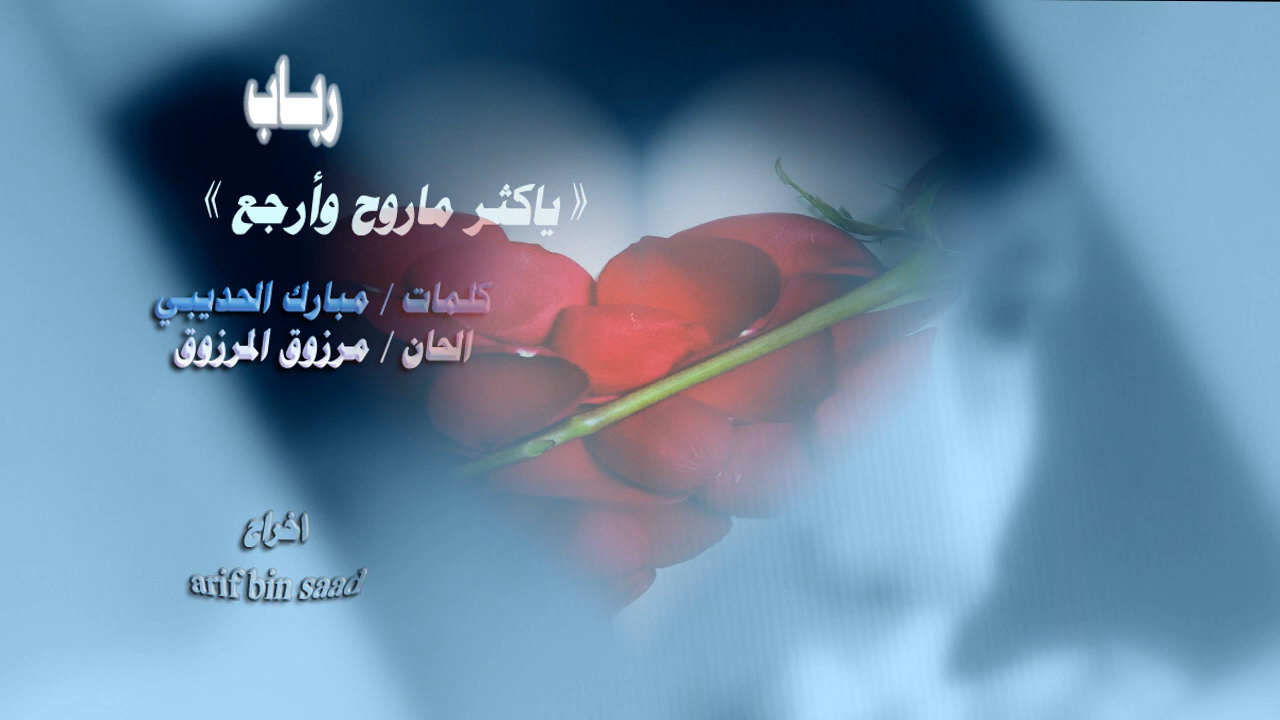 رباب
《 ياكثر ماروح وأرجع 》
كلمات / مبارك الحديبي
الحان / مرزوق المرزوق
اخراج
arif bin saad